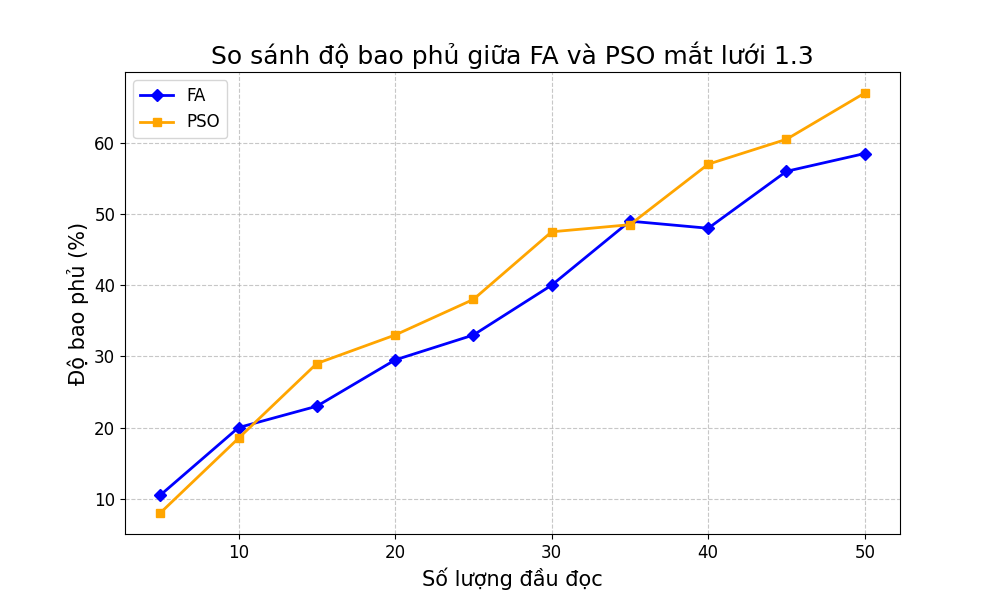 So sánh độ bao phủ giữa FA và PSO mắt lưới 1.3
FA
PSO
Độ bao phủ (%)
60
50
40
30
20
10
10 20 30 40 50
Số lượng đầu đọc